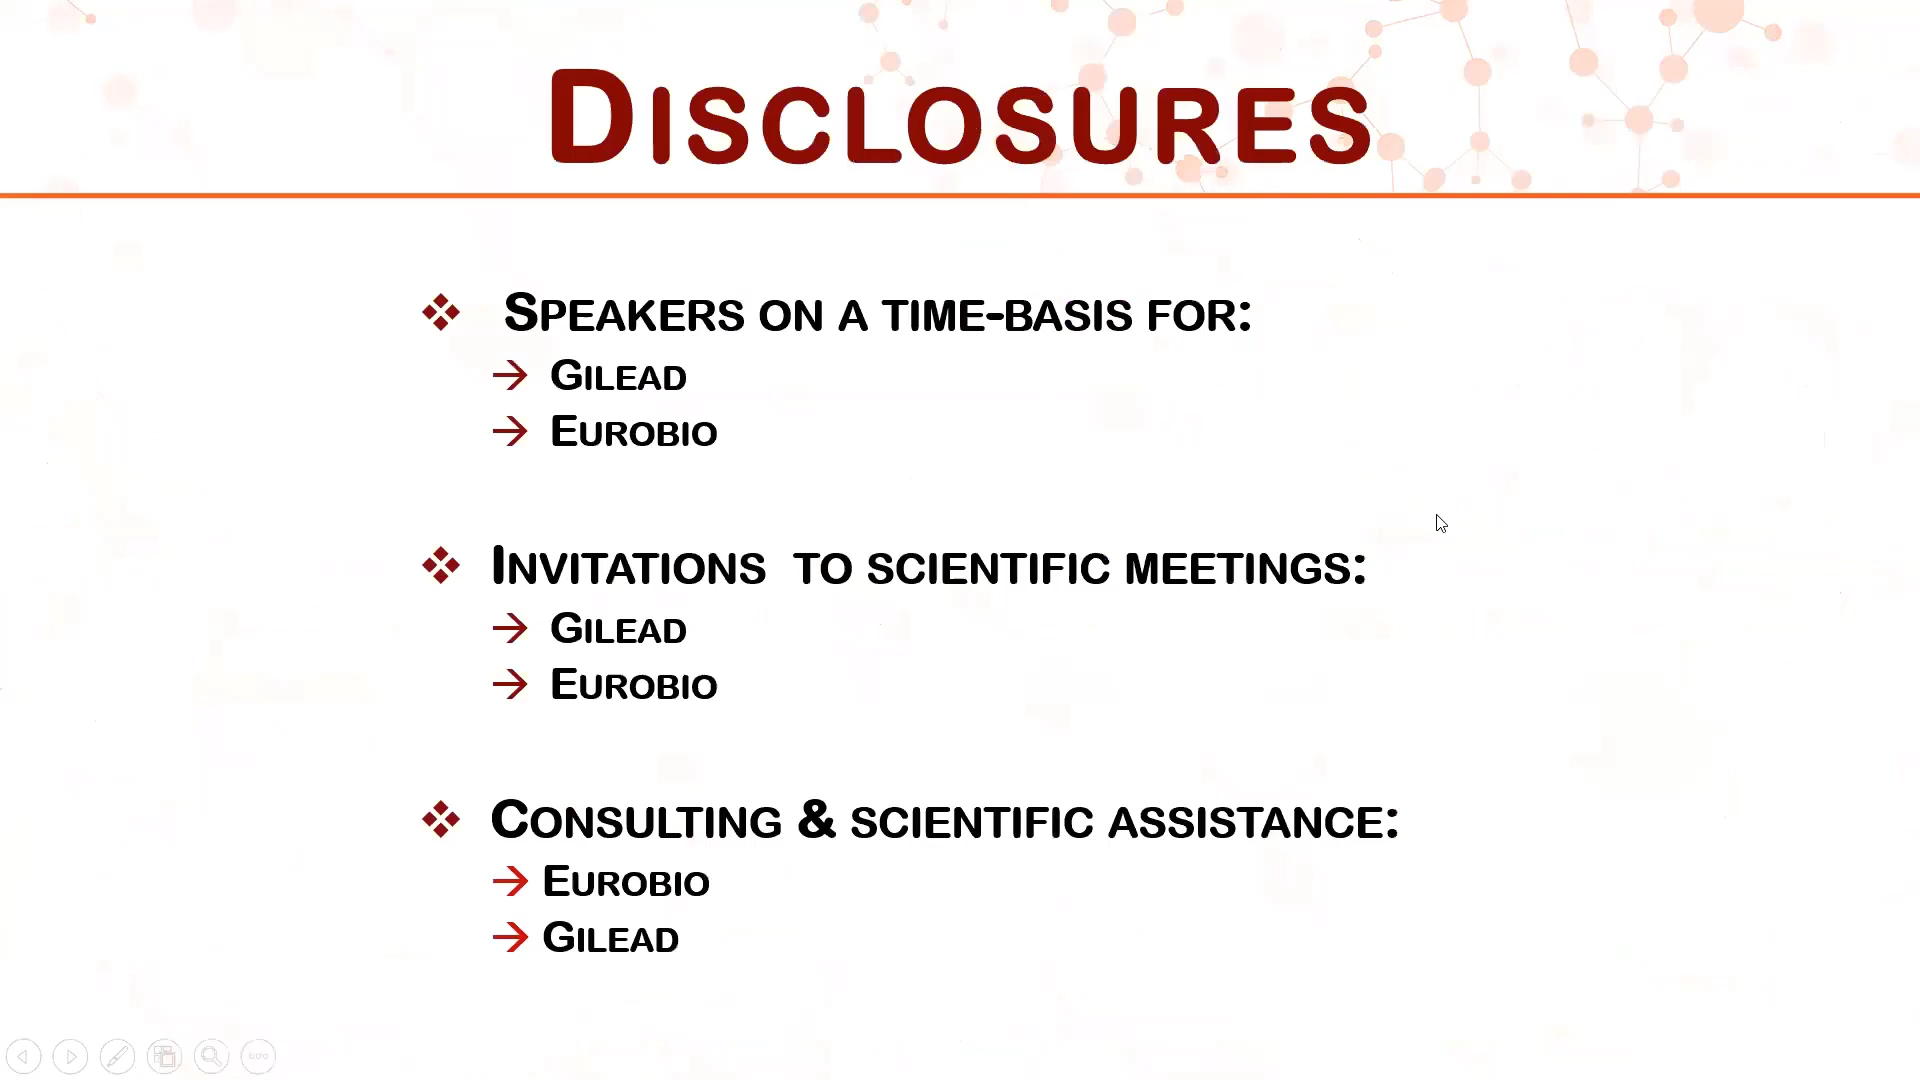 DISCLOSURES
SPEAKERS ON A TIME-BASIS FOR:
GILEAD
EUROBIO
INVITATIONS TO SCIENTIFIC MEETINGS:
GILEAD
EUROBIO
CONSULTING & SCIENTIFIC ASSISTANCE:
EUROBIO
GILEAD